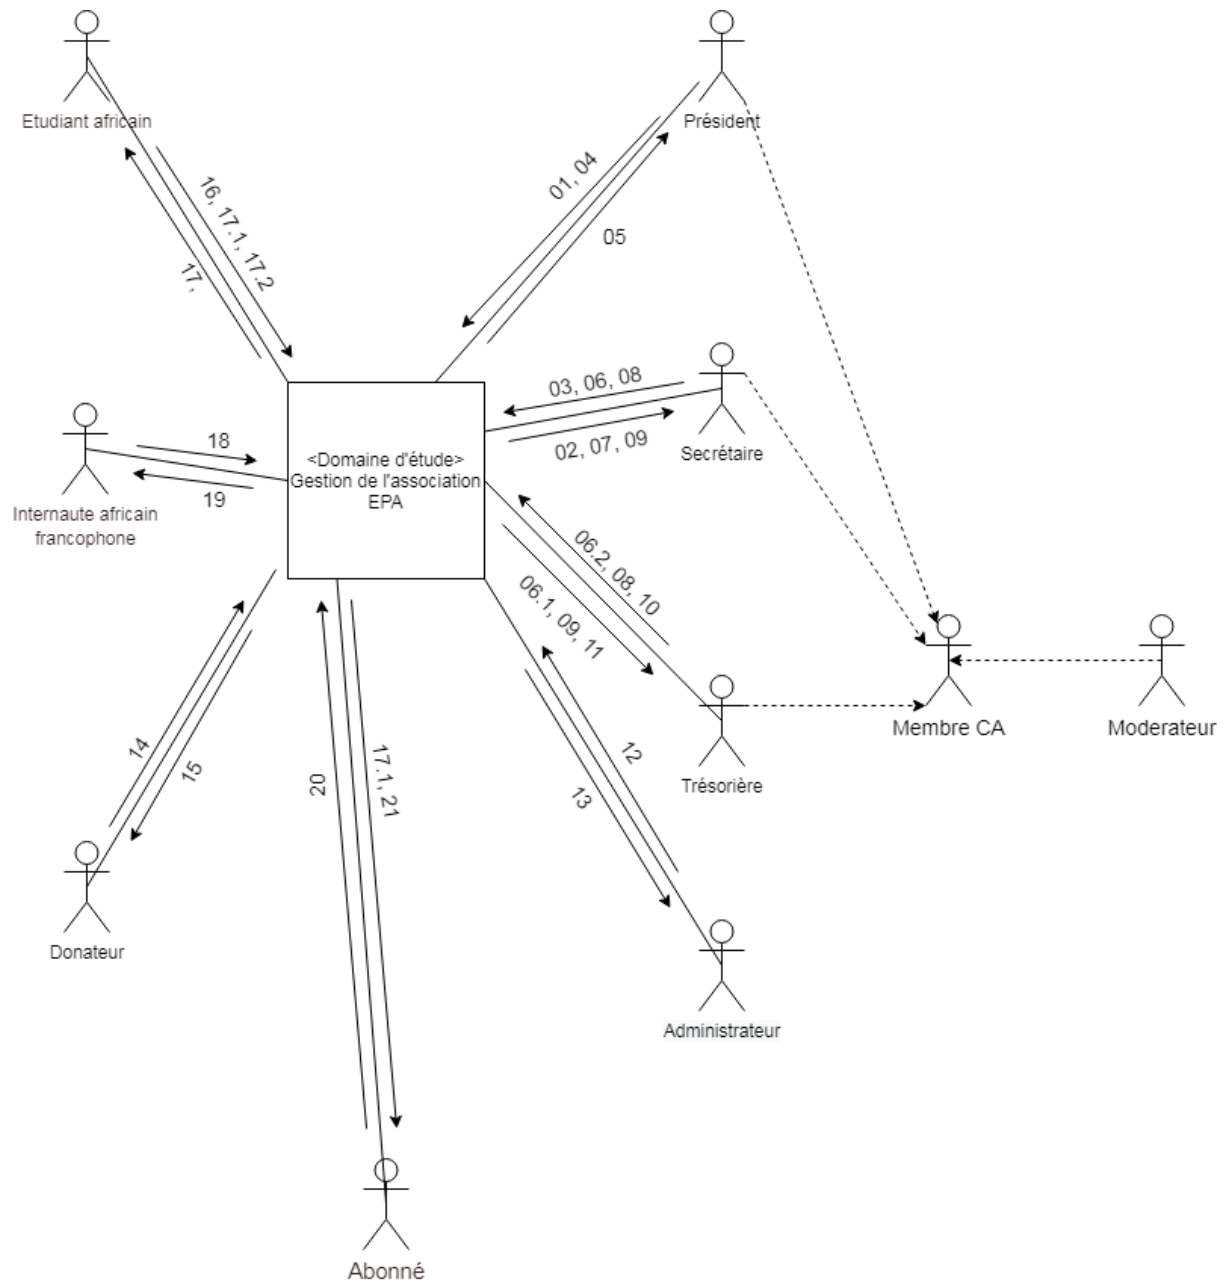 Etudiant africain
Président
16, 17.1, 17.2
17,
01, 04
05
03, 06, 08
02, 07, 09
Secrétaire
18
19
Internaute africain
francophone
<Domaine d'étude>
Gestion de l'association
EPA
06.2, 08, 10
06.1, 09, 11
Membre CA
Moderateur
Trésorière
14
15
20
17.1, 21
12
13
Donateur
Administrateur
Abonné